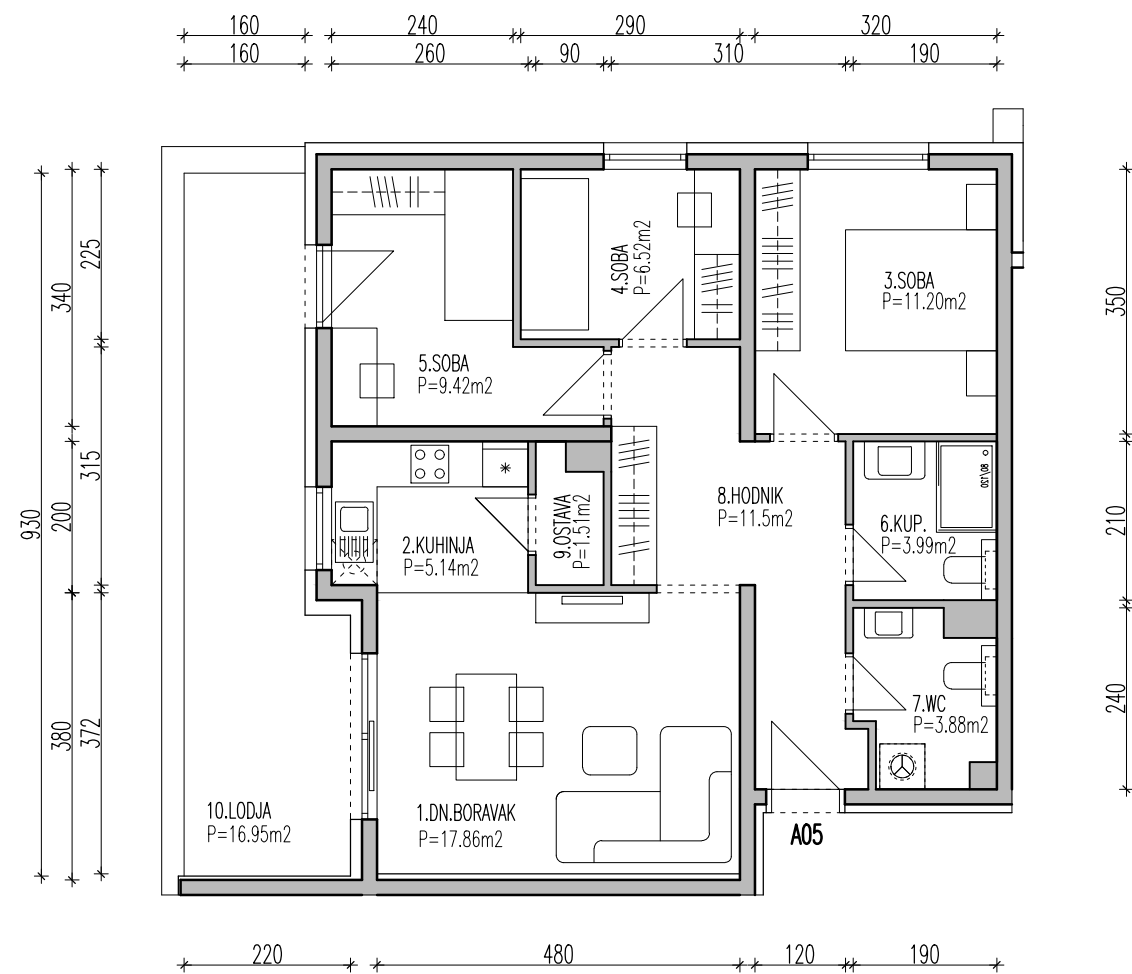 160
240
290
320
160
260
90
310
190
225
340
4.SOBA
P=6.52m2
3.SOBA
P=11.20m2
350
5.SOBA
P=9.42m2
315
80/120
930
200
8.HODNIK
P=11.5m2
9.OSTAVA
P=1.51m2
6.KUP.
P=3.99m2
210
2.KUHINJA
P=5.14m2
380
372
7.WC
P=3.88m2
240
10.LODJA
P=16.95m2
1.DN.BORAVAK
P=17.86m2
A05
220
480
120
190